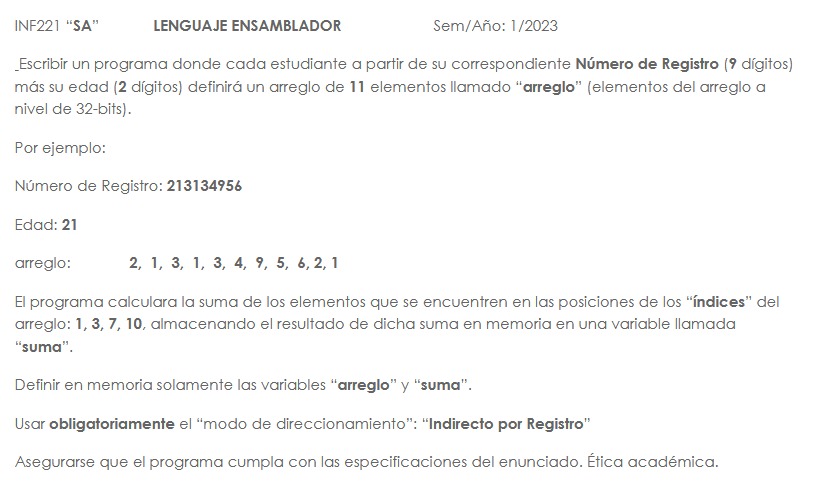 INF221 “SA” LENGUAJE ENSAMBLADOR Sem/Año: 1/2023
Escribir un programa donde cada estudiante a partir de su correspondiente Número de Registro (9 dígitos)
más su edad (2 dígitos) definirá un arreglo de 11 elementos llamado “arreglo” (elementos del arreglo a
nivel de 32-bits).
Por ejemplo:
Número de Registro: 213134956
Edad: 21
arreglo: 2, 1, 3, 1, 3, 4, 9, 5, 6, 2, 1
El programa calculara la suma de los elementos que se encuentren en las posiciones de los “índices” del
arreglo: 1, 3, 7, 10, almacenando el resultado de dicha suma en memoria en una variable llamada
“suma”.
Definir en memoria solamente las variables “arreglo” y “suma”.
Usar obligatoriamente el “modo de direccionamiento”: “Indirecto por Registro”
Asegurarse que el programa cumpla con las especificaciones del enunciado. Ética académica.